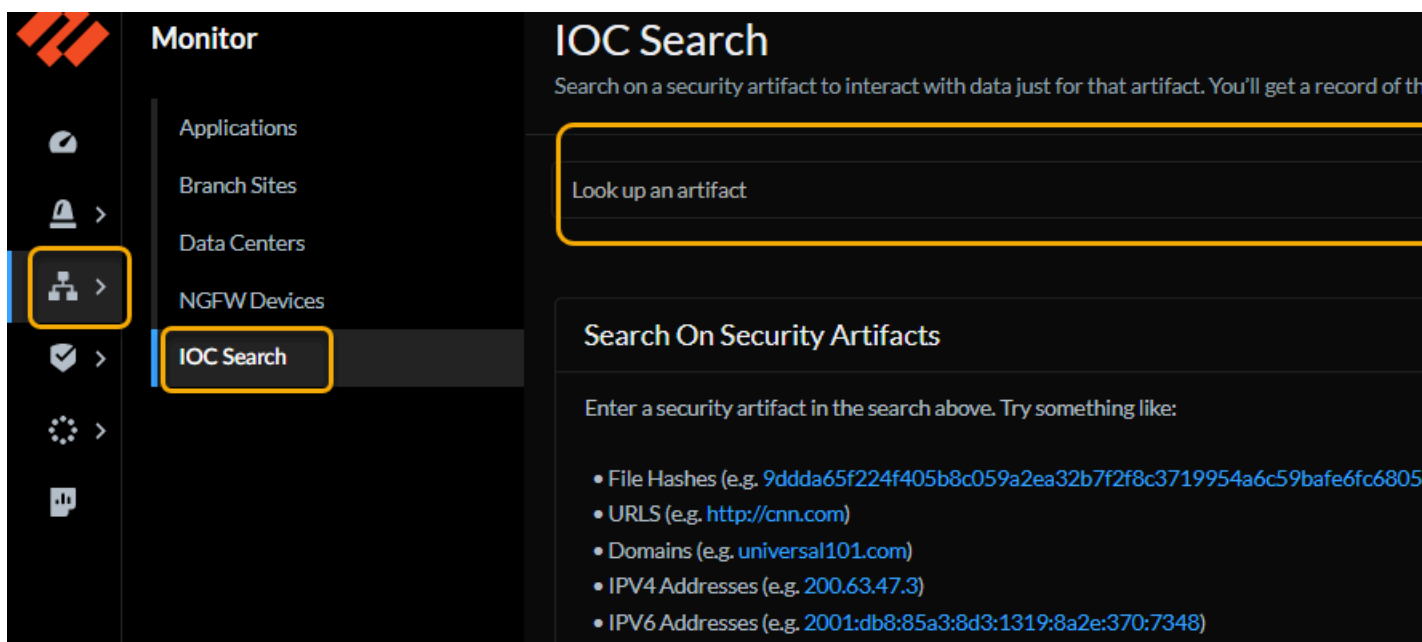 Monitor
Applications
Branch Sites
Data Centers
NGFW Devices
IOC Search
IOC Search
Search on a security artifact to interact with data just for that artifact. You'll get a record of th
Look up an artifact
Search On Security Artifacts
Enter a security artifact in the search above. Try something like:
• File Hashes (e.g. 9ddda65f224f405b8c059a2ea32b7f2f8c3719954a6c59bafe6fc6805
• URLS (e.g. http://cnn.com)
• Domains (e.g. universal101.com)
• IPV4 Addresses (e.g. 200.63.47.3)
• IPV6 Addresses (e.g. 2001:db8:85a3:8d3:1319:8a2e:370:7348)